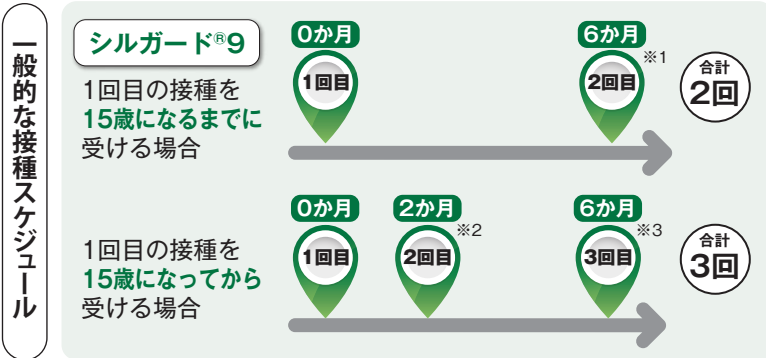 一般的な接種スケジュール
シルガード®9
1回目の接種を
15歳になるまでに
受ける場合
0か月
1回目
6か月
※1
2回目
合計
2回
1回目の接種を
15歳になってから
受ける場合
0か月
1回目
2か月
※2
2回目
6か月
※3
3回目
合計
3回